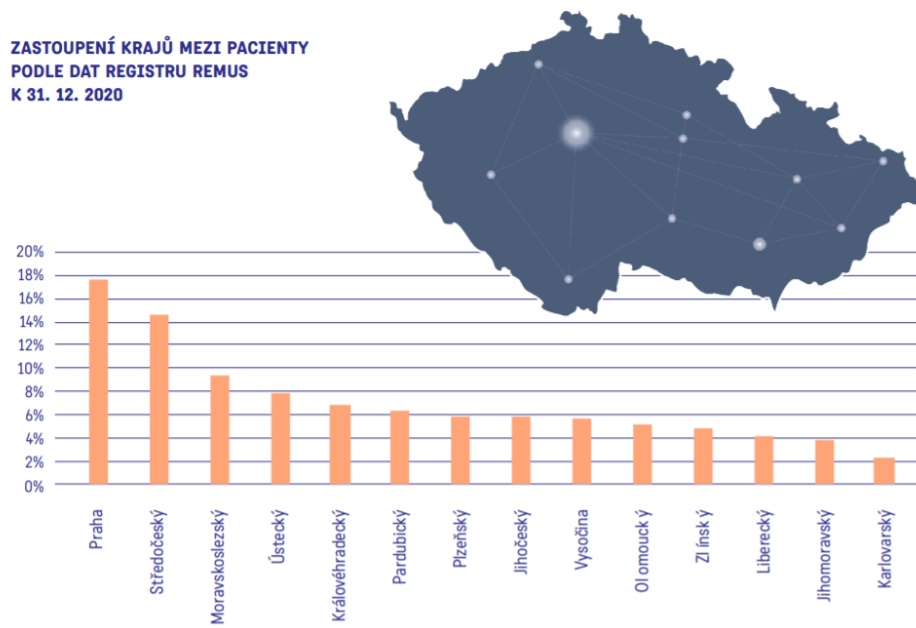 ZASTOUPENÍ KRAJŮ MEZI PACIENTY
PODLE DAT REGISTRU REMUS
K 31. 12. 2020
20%
18%
16%
14%
12%
10%
8%
6%
4%
2%
0%
Praha
Středočeský
Moravskoslezský
Ústecký
Královéhradecký
Pardubický
Plzeňský
Jihočeský
Vysočina
Ol omouck ý
Zl ínsk ý
Liberecký
Jihomoravský
Karlovarský